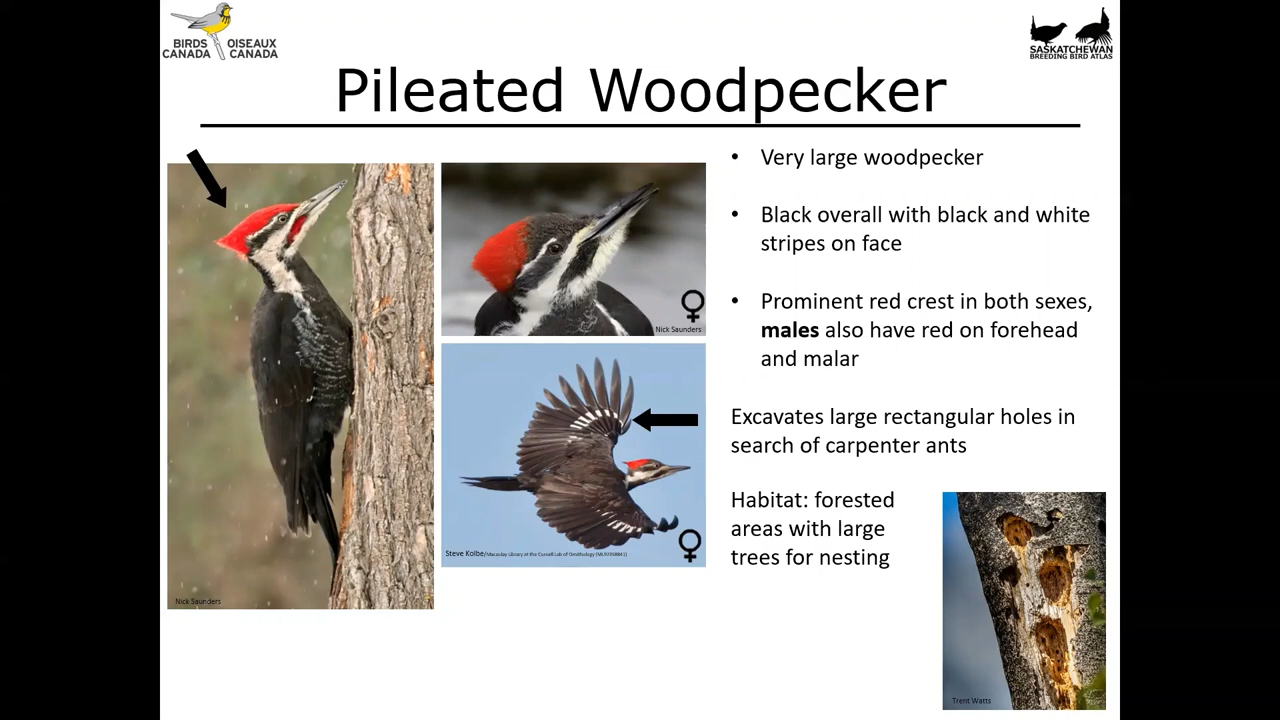 BIRDS OISEAUX
CANADA CANADA
SASKATCHEWAN
BREEDING BIRD ATLAS
Pileated Woodpecker
Nick Saunders
Nick Saunders
♀
Steve Kolbe/Macaulay Library at the Cornell Lab of Ornithology
♀
• Very large woodpecker
• Black overall with black and white
stripes on face
• Prominent red crest in both sexes,
males also have red on forehead
and malar
Excavates large rectangular holes in
search of carpenter ants
Habitat: forested
areas with large
trees for nesting
Trent Watts